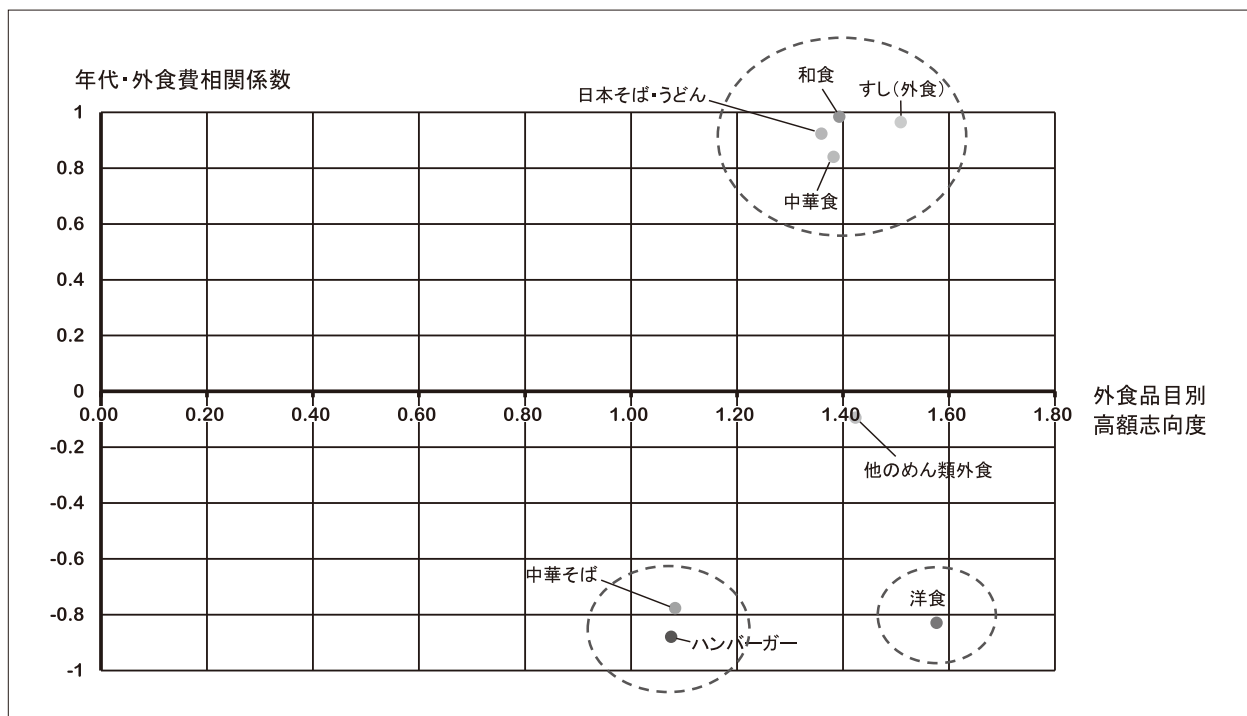 年代・外食費相関係数
和食
すし(外食)
日本そば・うどん
中華食
1
0.8
0.6
0.4
0.2
0
0.00
0.20
0.40
0.60
0.80
1.00
1.20
1.40
1.60
1.80
外食品目別
高額志向度
-0.2
他のめん類外食
-0.4
-0.6
中華そば
洋食
-0.8
ハンバーガー
-1